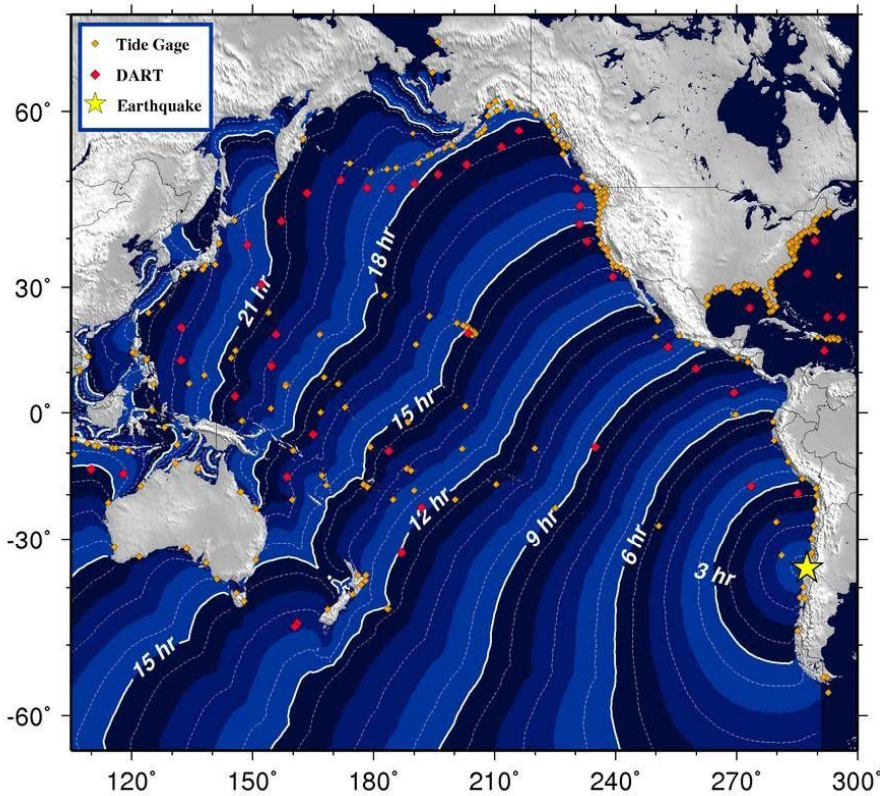 Tide Gage
DART
Earthquake
60°
30°
0°
-30°
-60°
21 hr
18 hr
15 hr
12 hr
9 hr
6 hr
3 hr
15 hr
120°
150°
180°
210°
240°
270°
300°